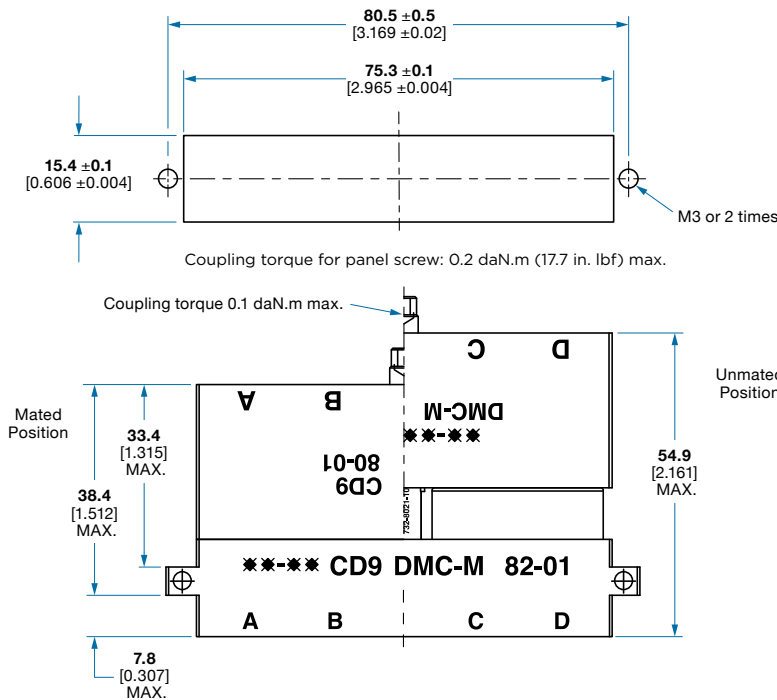 80.5 ±0.5
[3.169 ±0.02]
75.3 ±0.1
[2.965 ±0.004]
15.4 ±0.1
[0.606 ±0.004]
M3 or 2 times
Coupling torque for panel screw: 0.2 daN.m (17.7 in. lbf) max.
Coupling torque 0.1 daN.m max.
C D
A B
DMC-M
**-**
Mated
Position
Unmated
Position
33.4
[1.315]
MAX.
54.9
[2.161]
MAX.
38.4
[1.512]
MAX.
80-01
CD9
732-8021-10
**-** CD9 DMC-M 82-01
A B C D
7.8
[0.307]
MAX.